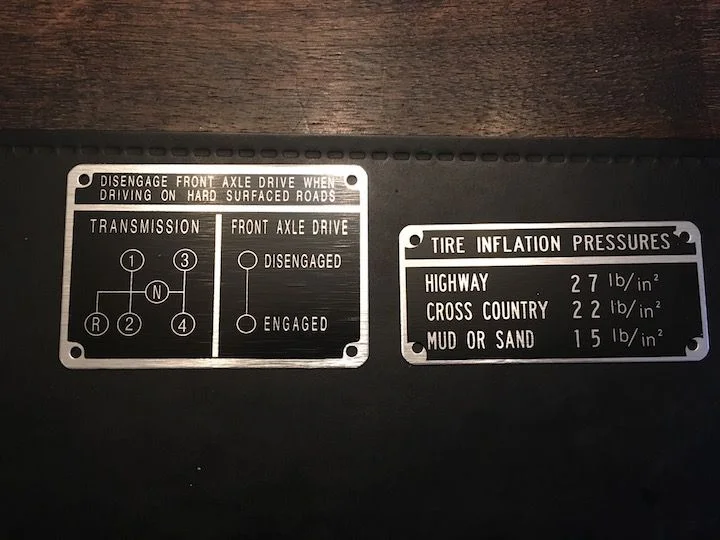 DISENGAGE FRONT AXLE DRIVE WHEN
DRIVING ON HARD SURFACED ROADS
TRANSMISSION
1 3
N
R 2 4
FRONT AXLE DRIVE
DISENGAGED
ENGAGED
TIRE INFLATION PRESSURES
HIGHWAY 27 lb/in²
CROSS COUNTRY 22 lb/in²
MUD OR SAND 15 lb/in²